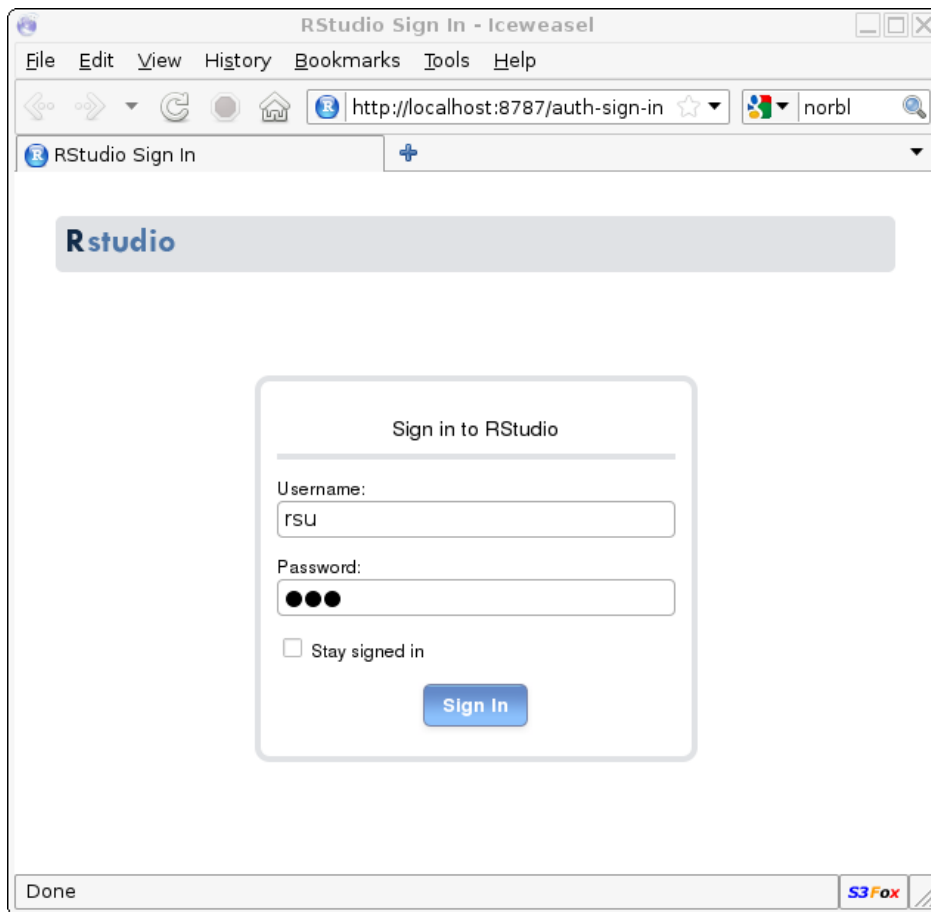 RStudio Sign In - Iceweasel
File Edit View History Bookmarks Tools Help
R http://localhost:8787/auth-sign-in norbl
R RStudio Sign In
Rstudio
Sign in to RStudio
Username:
rsu
Password:
●●●
Stay signed in
Sign In
Done S3Fox